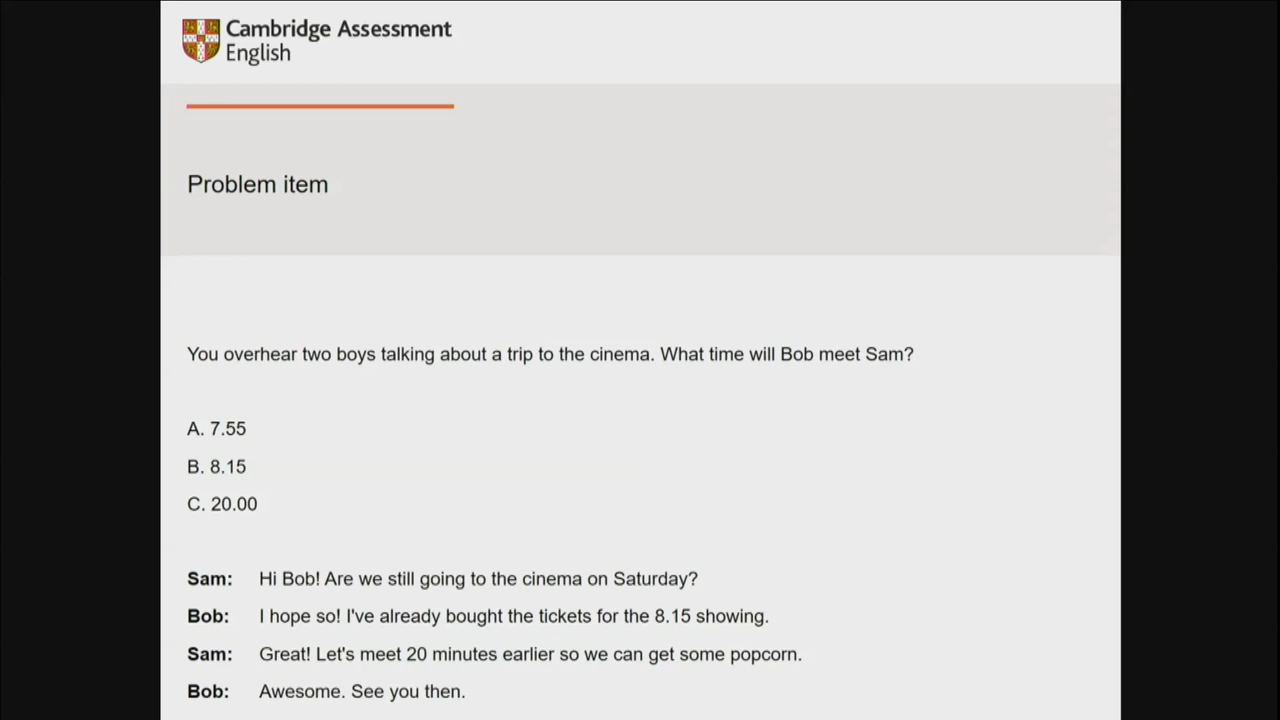 Cambridge Assessment
English
Problem item
You overhear two boys talking about a trip to the cinema. What time will Bob meet Sam?
A. 7.55
B. 8.15
C. 20.00
Sam: Hi Bob! Are we still going to the cinema on Saturday?
Bob: I hope so! I've already bought the tickets for the 8.15 showing.
Sam: Great! Let's meet 20 minutes earlier so we can get some popcorn.
Bob: Awesome. See you then.